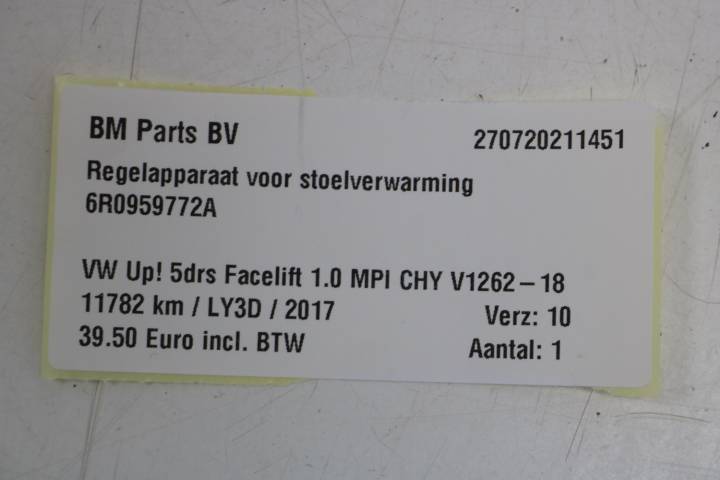 BM Parts BV 270720211451
Regelapparaat voor stoelverwarming
6R0959772A
VW Up! 5drs Facelift 1.0 MPI CHY V1262-18
11782 km / LY3D / 2017 Verz: 10
39.50 Euro incl. BTW Aantal: 1